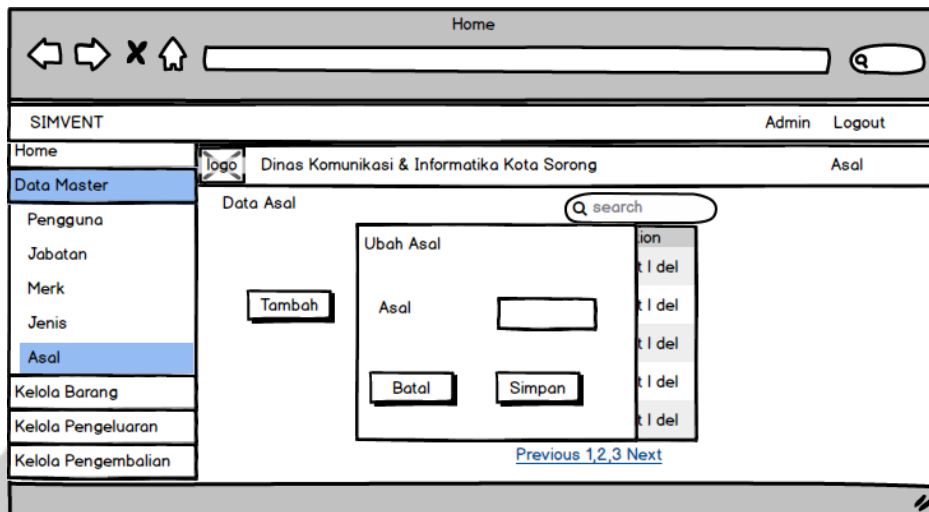 Home
SIMVENT Admin Logout
Home
logo Dinas Komunikasi & Informatika Kota Sorong Asal
Data Master
Data Asal search
Pengguna
Jabatan
Merk
Jenis
Asal
Kelola Barang
Kelola Pengeluaran
Kelola Pengembalian
Tambah
Ubah Asal
Asal
Batal Simpan
ion
t | del
t | del
t | del
t | del
t | del
Previous 1,2,3 Next